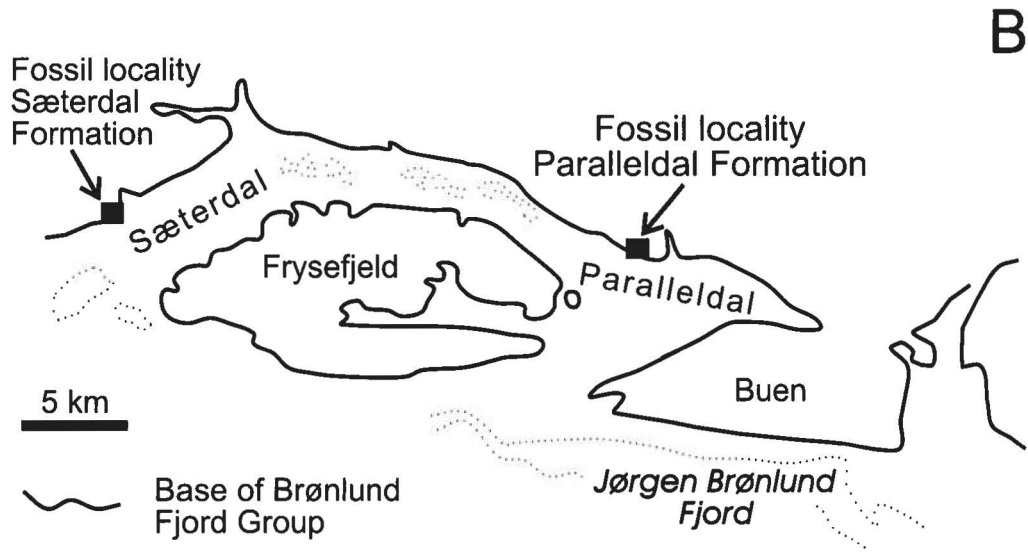 B
Fossil locality
Sæterdal
Formation
Fossil locality
Paralleldal Formation
Sæterdal
Frysefjeld
Paralleldal
Buen
5 km
Base of Brønlund
Fjord Group
Jørgen Brønlund
Fjord